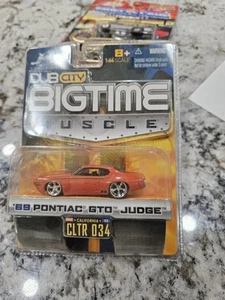 DUB CITY
8+
1:64 SCALE
BIGTIME
MUSCLE
'69 PONTIAC GTO JUDGE
CALIFORNIA
CLTR 034